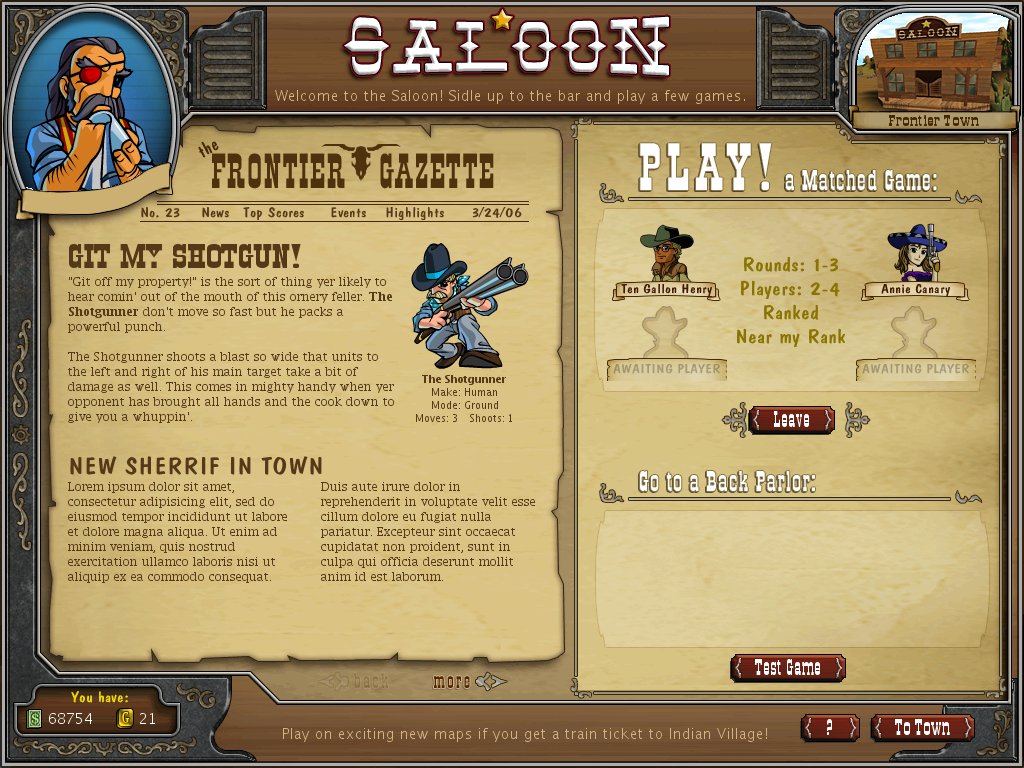 SALOON
Welcome to the Saloon! Sidle up to the bar and play a few games.
SALOON
Frontier Town
the
FRONTIER GAZETTE
No. 23 News Top Scores Events Highlights 3/24/06
GIT MY SHOTGUN!
"Git off my property!" is the sort of thing yer likely to
hear comin' out of the mouth of this ornery feller. The
Shotgunner don't move so fast but he packs a
powerful punch.
The Shotgunner shoots a blast so wide that units to
the left and right of his main target take a bit of
damage as well. This comes in mighty handy when yer
opponent has brought all hands and the cook down to
give you a whuppin'.
The Shotgunner
Make: Human
Mode: Ground
Moves: 3 Shoots: 1
NEW SHERRIF IN TOWN
Lorem ipsum dolor sit amet,
consectetur adipisicing elit, sed do
eiusmod tempor incididunt ut labore
et dolore magna aliqua. Ut enim ad
minim veniam, quis nostrud
exercitation ullamco laboris nisi ut
aliquip ex ea commodo consequat.
Duis aute irure dolor in
reprehenderit in voluptate velit esse
cillum dolore eu fugiat nulla
pariatur. Excepteur sint occaecat
cupidatat non proident, sunt in
culpa qui officia deserunt mollit
anim id est laborum.
back more
PLAY! a Matched Game:
Ten Gallon Henry
Annie Canary
Rounds: 1-3
Players: 2-4
Ranked
Near my Rank
AWAITING PLAYER
AWAITING PLAYER
Leave
Go to a Back Parlor:
Test Game
You have:
$ 68754 G 21
Play on exciting new maps if you get a train ticket to Indian Village!
? To Town